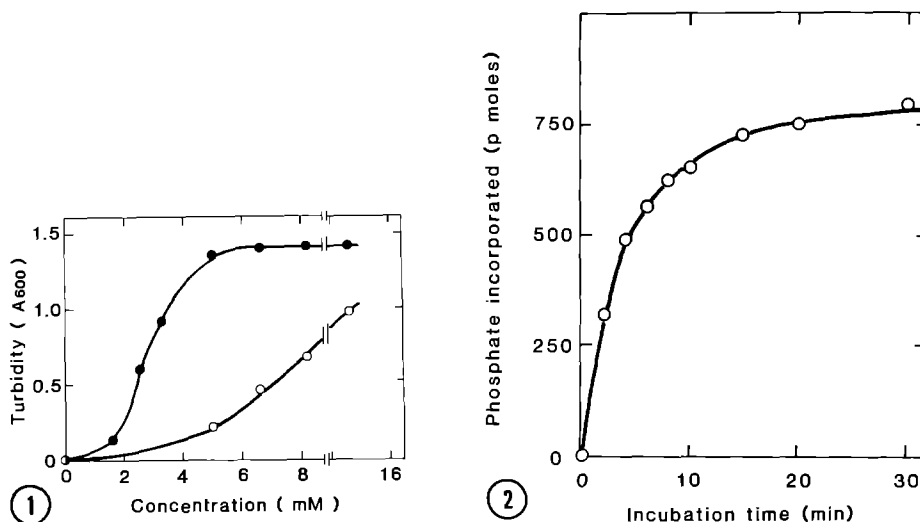 Turbidity ( A600 )
1.5
1.0
0.5
0
0 2 4 6 8 16
Concentration ( mM )
1
Phosphate incorporated (p moles)
750
500
250
0
0 10 20 30
Incubation time (min)
2